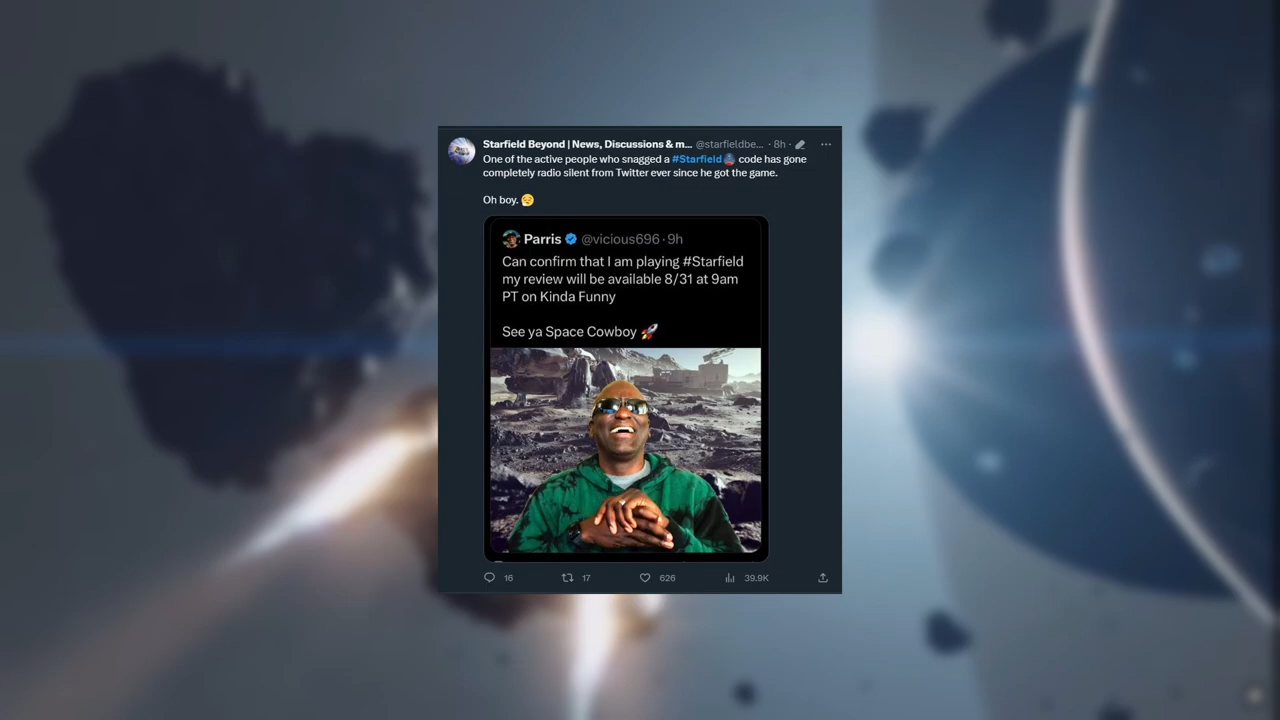 Starfield Beyond | News, Discussions & m... @starfieldbe... · 8h ·
One of the active people who snagged a #Starfield code has gone
completely radio silent from Twitter ever since he got the game.
Oh boy. 😌
Parris @vicious696 · 9h
Can confirm that I am playing #Starfield
my review will be available 8/31 at 9am
PT on Kinda Funny
See ya Space Cowboy 🚀
16 17 626 39.9K